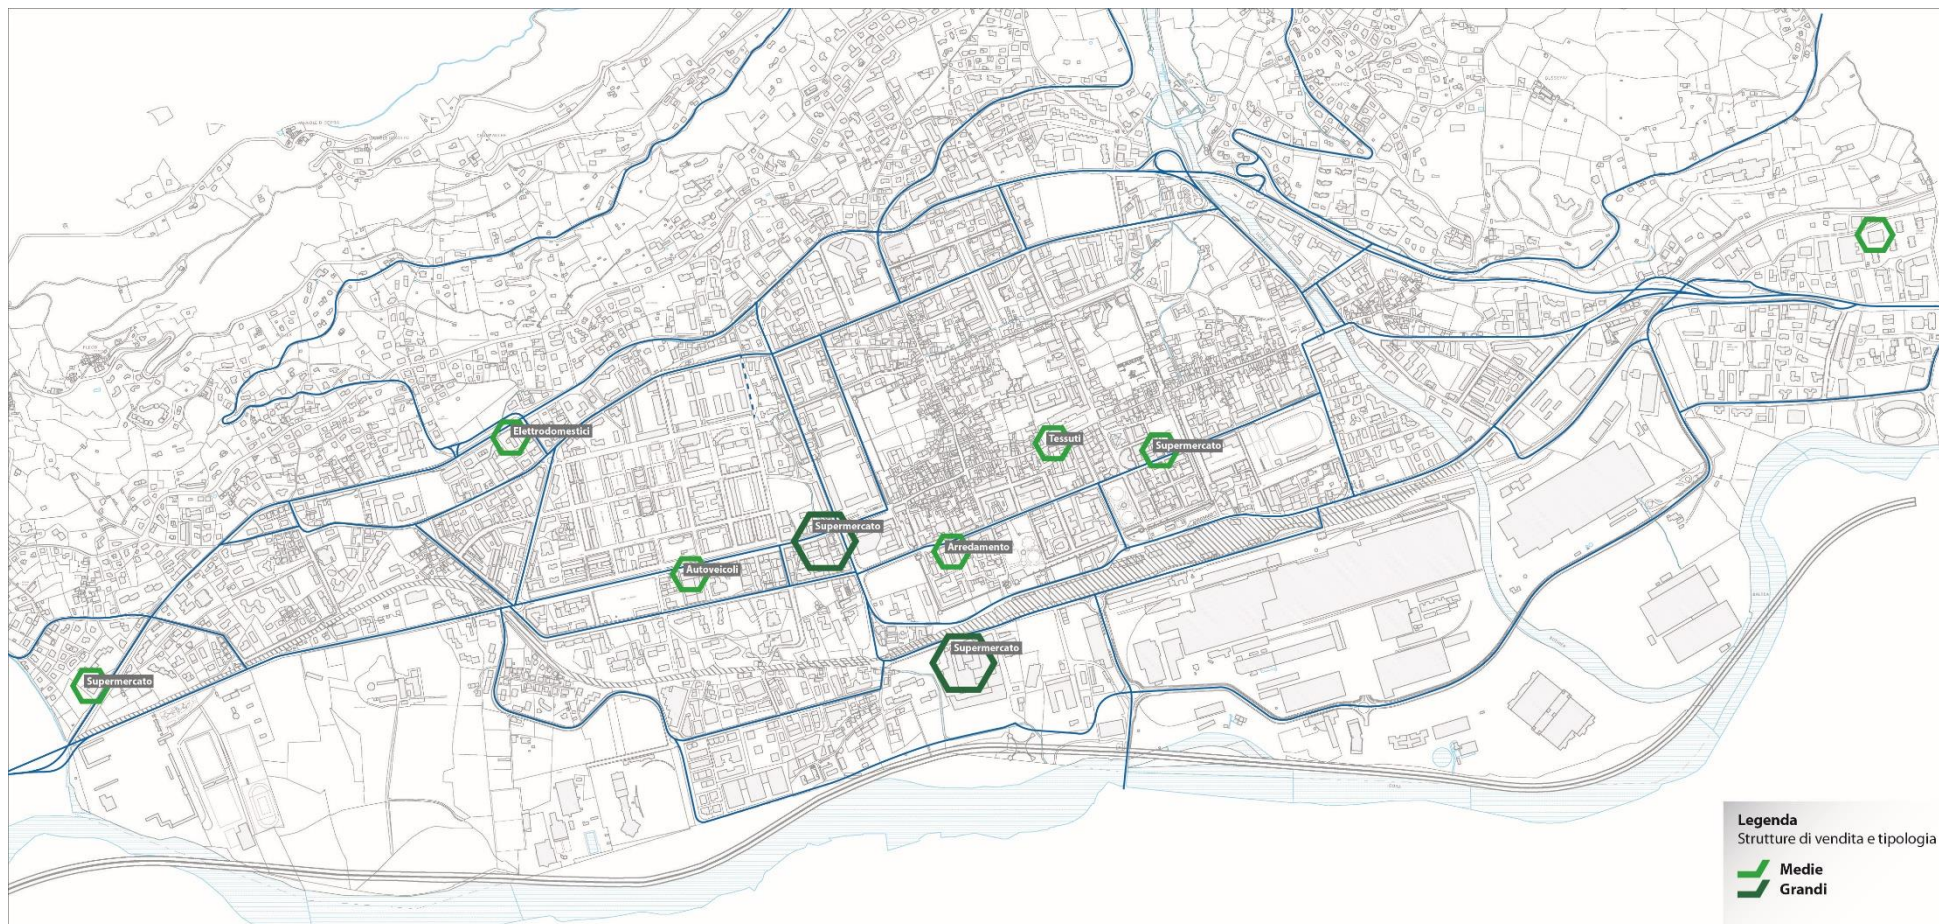 Elettrodomestici
Tessuti
Supermercato
Supermercato
Arredamento
Autoveicoli
Supermercato
Supermercato
Legenda
Strutture di vendita e tipologia
Medie
Grandi